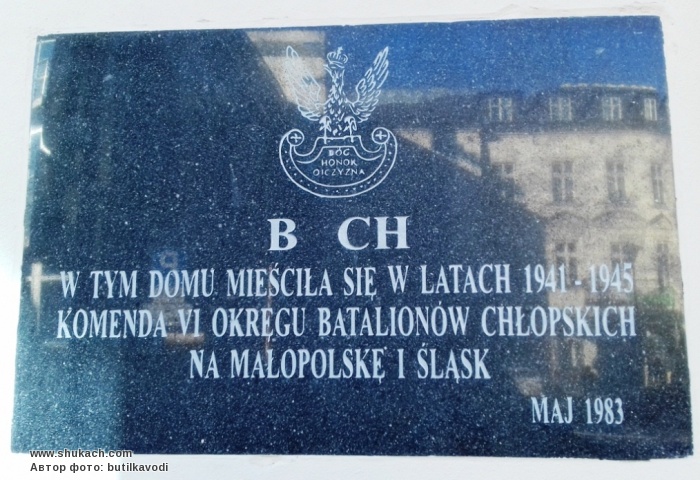 BÓG
HONOR
OJCZYZNA
B CH
W TYM DOMU MIEŚCIŁA SIĘ W LATACH 1941 - 1945
KOMENDA VI OKRĘGU BATALIONÓW CHŁOPSKICH
NA MAŁOPOLSKĘ I ŚLĄSK
MAJ 1983
www.shukach.com
Автор фото: butilkavodi